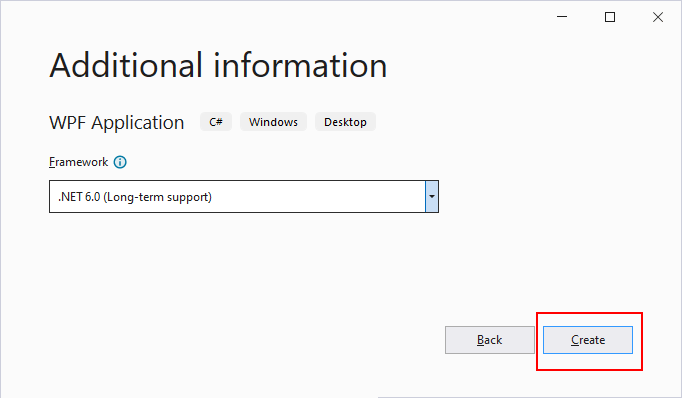 Additional information
WPF Application C# Windows Desktop
Framework
.NET 6.0 (Long-term support)
Back Create